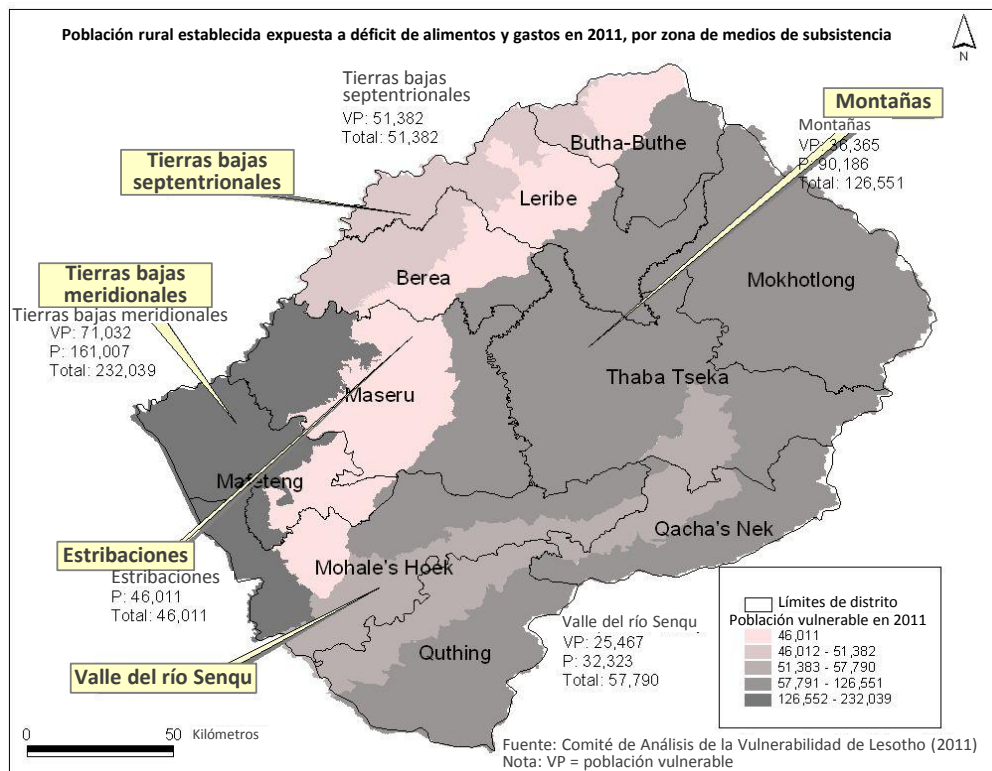 Población rural establecida expuesta a déficit de alimentos y gastos en 2011, por zona de medios de subsistencia
N
Tierras bajas
septentrionales
VP: 51,382
Total: 51,382
Montañas
Montañas
VP: 36,365
P: 90,186
Total: 126,551
Tierras bajas
septentrionales
Butha-Buthe
Leribe
Berea
Mokhotlong
Tierras bajas
meridionales
Tierras bajas meridionales
VP: 71,032
P: 161,007
Total: 232,039
Thaba Tseka
Maseru
Mafeteng
Qacha's Nek
Estribaciones
Estribaciones
P: 46,011
Total: 46,011
Mohale's Hoek
Valle del río Senqu
VP: 25,467
P: 32,323
Total: 57,790
Quthing
Valle del río Senqu
Límites de distrito
Población vulnerable en 2011
46,011
46,012 - 51,382
51,383 - 57,790
57,791 - 126,551
126,552 - 232,039
0 50 Kilómetros
Fuente: Comité de Análisis de la Vulnerabilidad de Lesotho (2011)
Nota: VP = población vulnerable